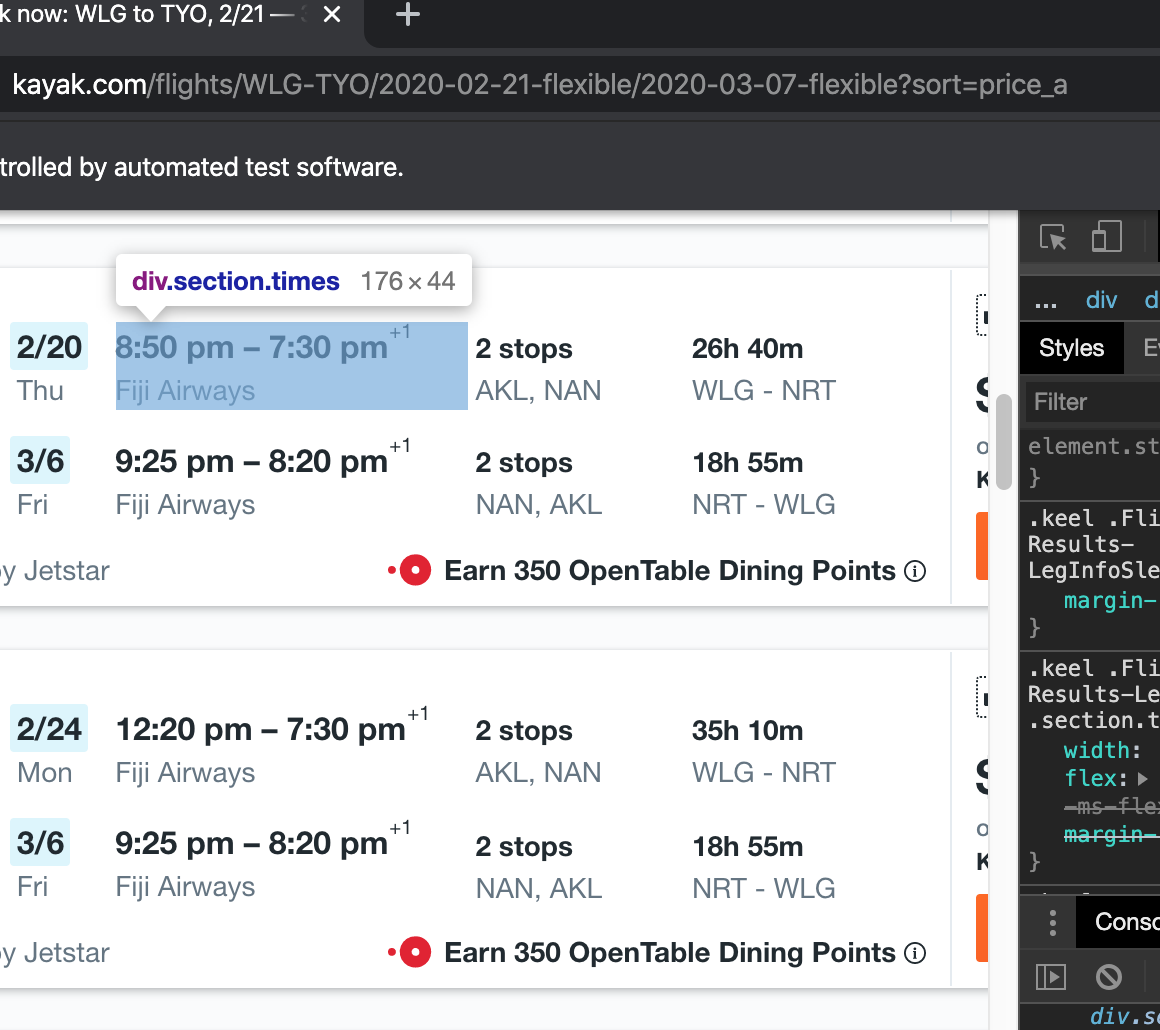 k now: WLG to TYO, 2/21 —
kayak.com/flights/WLG-TYO/2020-02-21-flexible/2020-03-07-flexible?sort=price_a
trolled by automated test software.
div.section.times 176 × 44
2/20 8:50 pm – 7:30 pm+1 2 stops 26h 40m
Thu Fiji Airways AKL, NAN WLG - NRT
3/6 9:25 pm – 8:20 pm+1 2 stops 18h 55m
Fri Fiji Airways NAN, AKL NRT - WLG
y Jetstar Earn 350 OpenTable Dining Points
2/24 12:20 pm – 7:30 pm+1 2 stops 35h 10m
Mon Fiji Airways AKL, NAN WLG - NRT
3/6 9:25 pm – 8:20 pm+1 2 stops 18h 55m
Fri Fiji Airways NAN, AKL NRT - WLG
y Jetstar Earn 350 OpenTable Dining Points
... div d
Styles E
Filter
element.st
}
.keel .Fli
Results-
LegInfoSle
margin-
}
.keel .Fli
Results-Le
.section.t
width:
flex:
-ms-flex
margin-
}
Conso
div.se